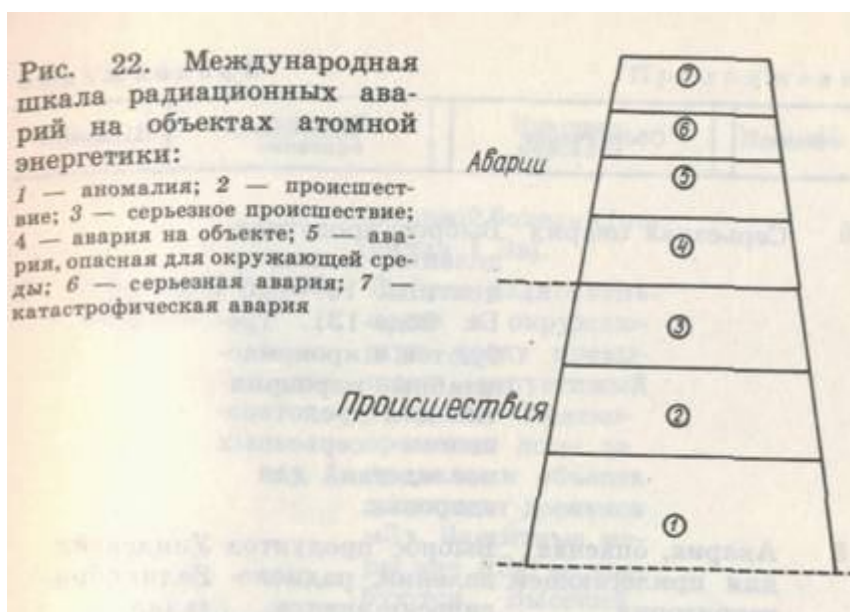 Рис. 22. Международная
шкала радиационных ава-
рий на объектах атомной
энергетики:
1 — аномалия; 2 — происшест-
вие; 3 — серьезное происшествие;
4 — авария на объекте; 5 — ава-
рия, опасная для окружающей сре-
ды; 6 — серьезная авария; 7 —
катастрофическая авария
7
6
Аварии
5
4
3
Происшествия
2
1